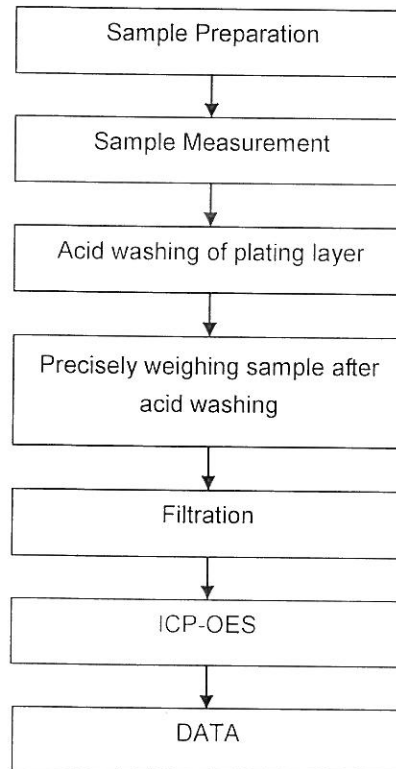 Sample Preparation
Sample Measurement
Acid washing of plating layer
Precisely weighing sample after
acid washing
Filtration
ICP-OES
DATA